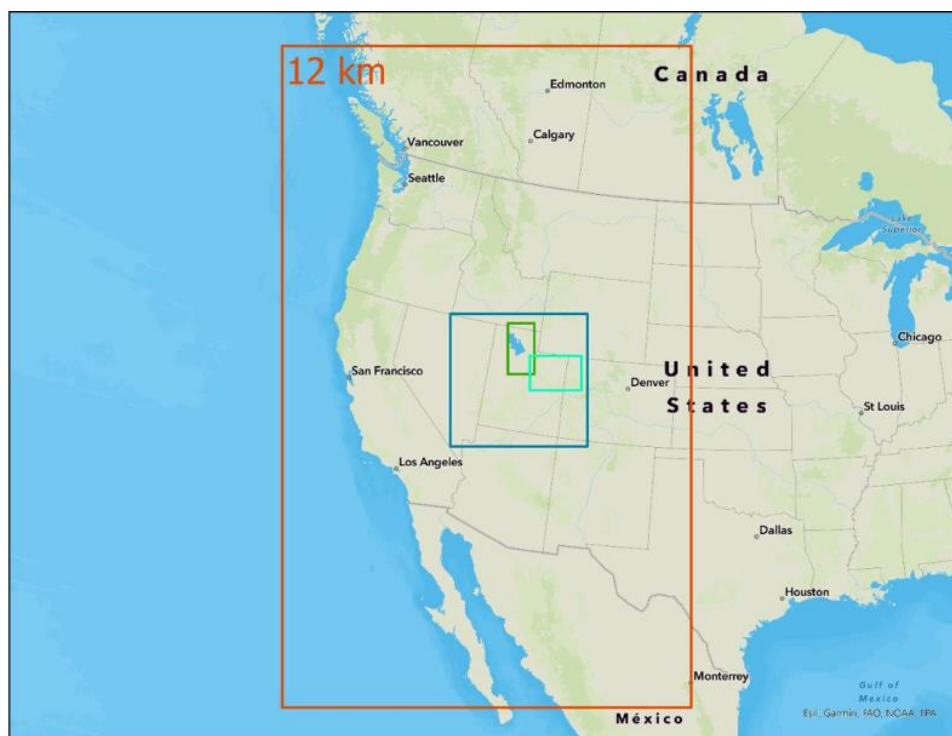 12 km
Canada
Edmonton
Calgary
Vancouver
Seattle
Lake
Superior
Chicago
San Francisco
United
Denver
States
St Louis
Los Angeles
Dallas
Houston
Monterrey
Gulf of
Mexico
México
Esri, Garmin, FAO, NOAA, EPA